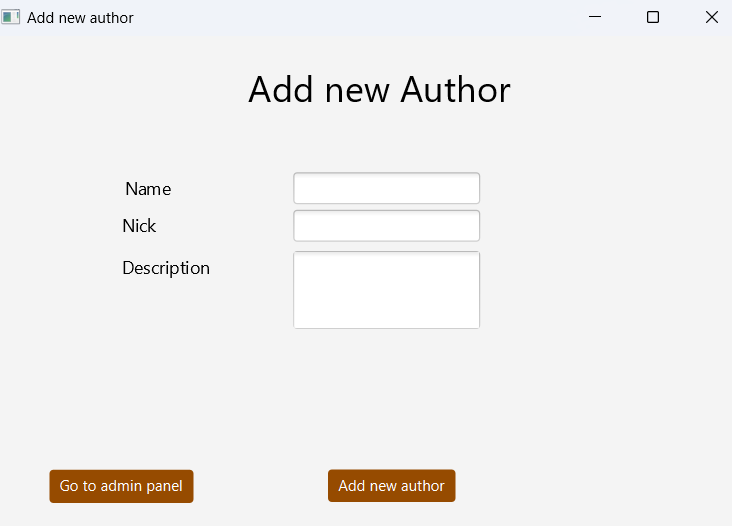 Add new author
Add new Author
Name
Nick
Description
Go to admin panel
Add new author